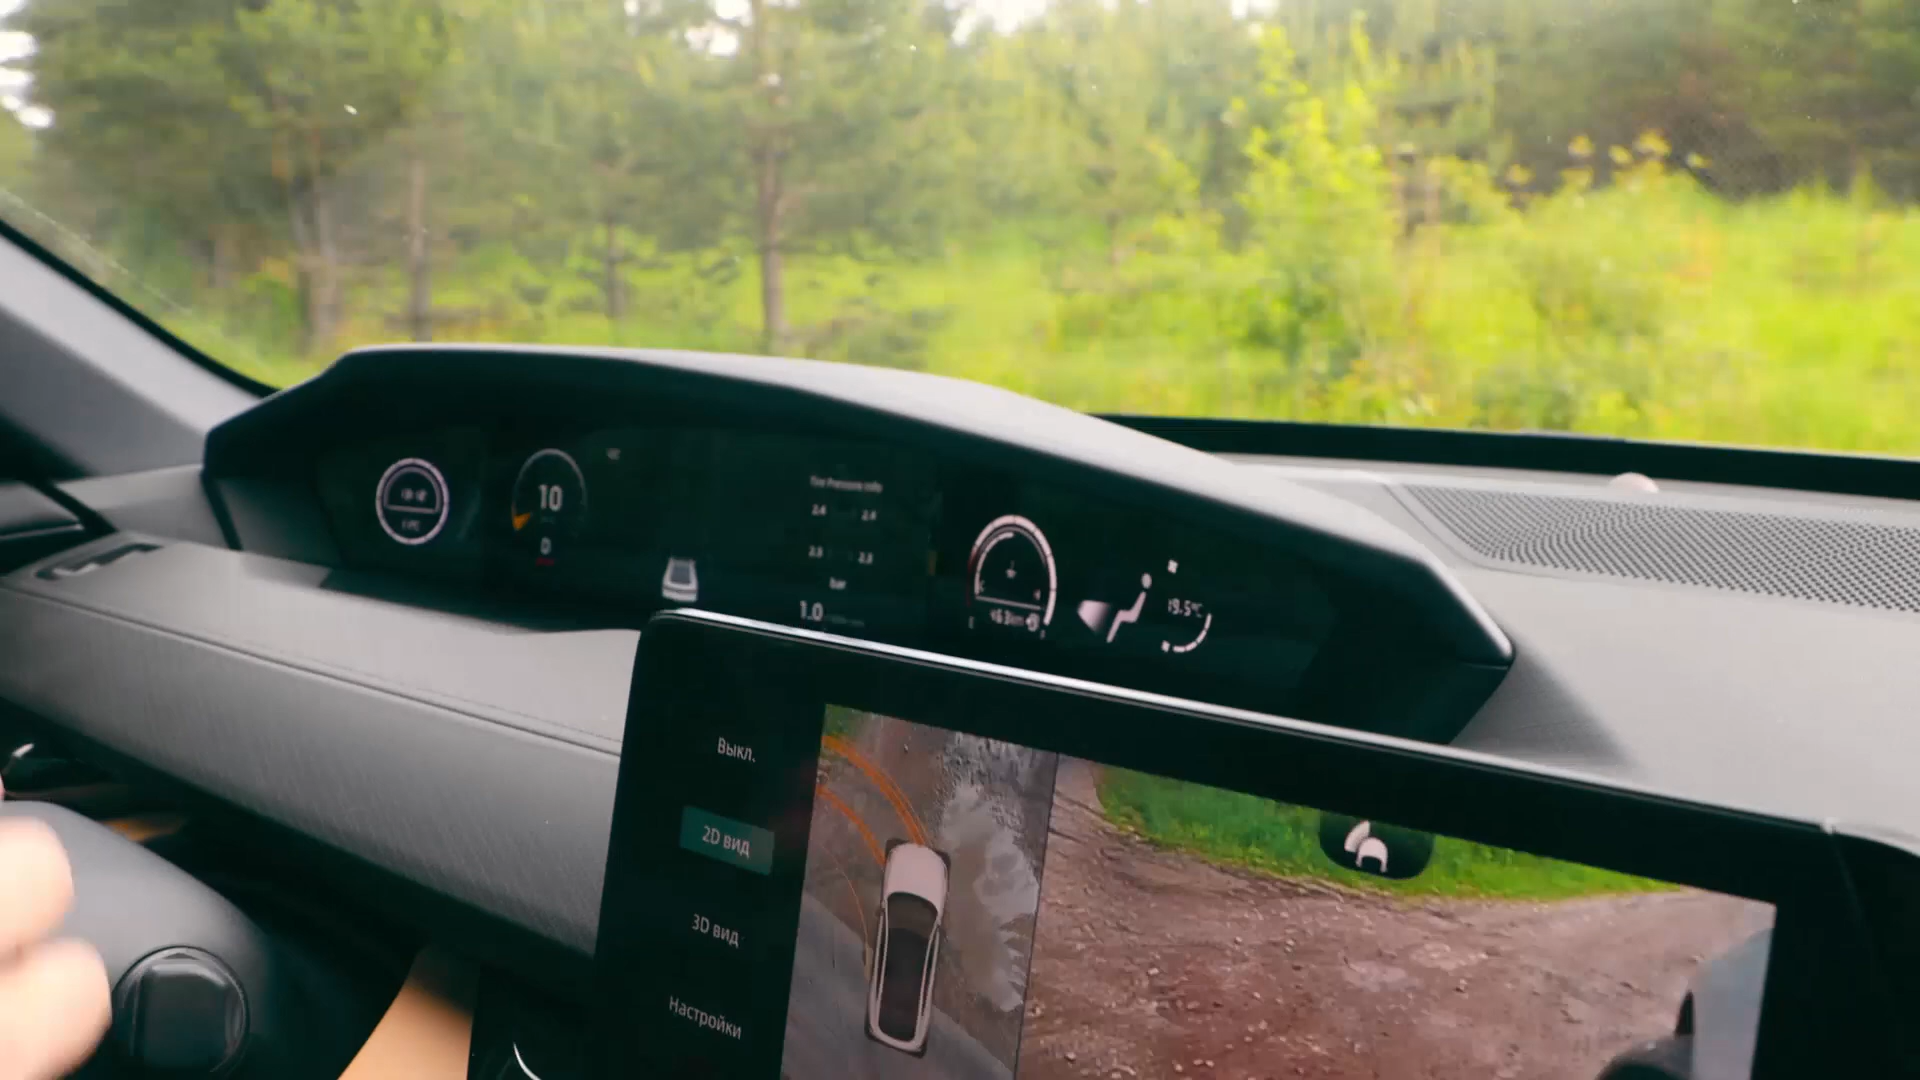 10
Tire Pressure Info
2.4 2.4
2.3 2.3
bar
1.0
19.5°C
Выкл.
2D вид
3D вид
Настройки